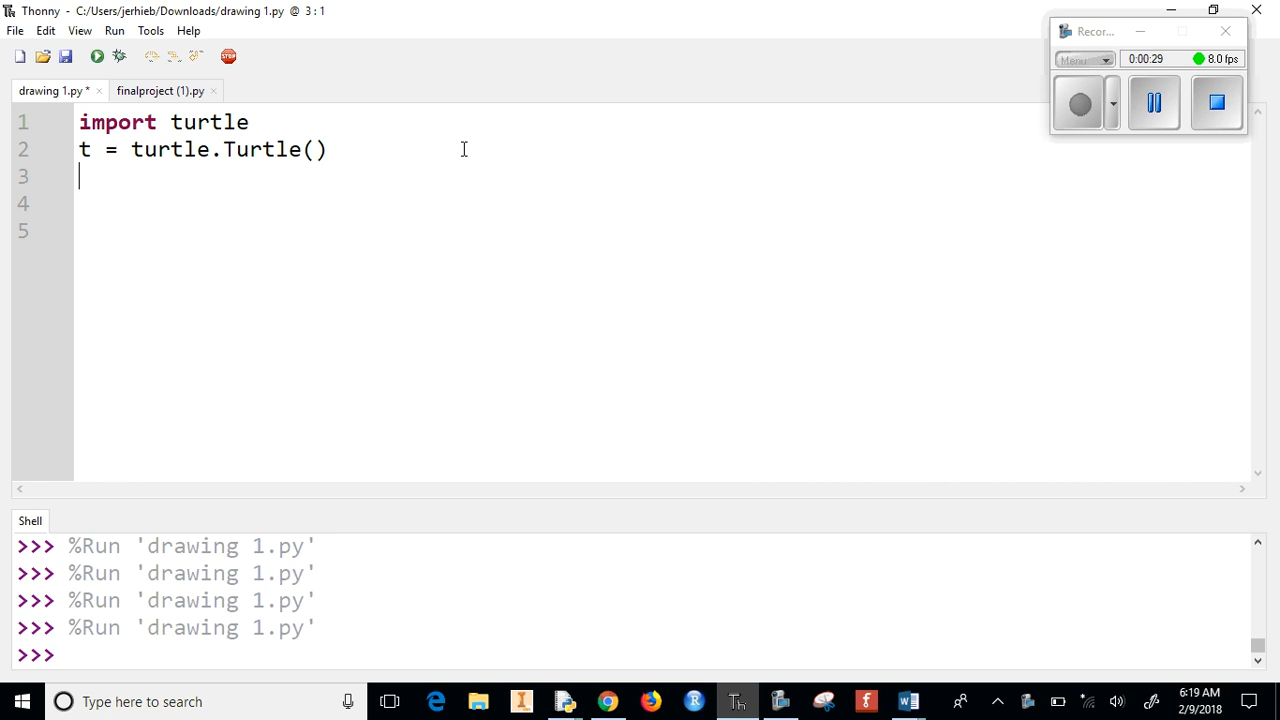 Thonny - C:/Users/jerhieb/Downloads/drawing 1.py @ 3 : 1
File Edit View Run Tools Help
Recor...
Menu 0:00:29 8.0 fps
STOP
drawing 1.py * × finalproject (1).py ×
1 import turtle
2 t = turtle.Turtle()
3
4
5
Shell
>>> %Run 'drawing 1.py'
>>> %Run 'drawing 1.py'
>>> %Run 'drawing 1.py'
>>> %Run 'drawing 1.py'
>>>
Type here to search
6:19 AM
2/9/2018